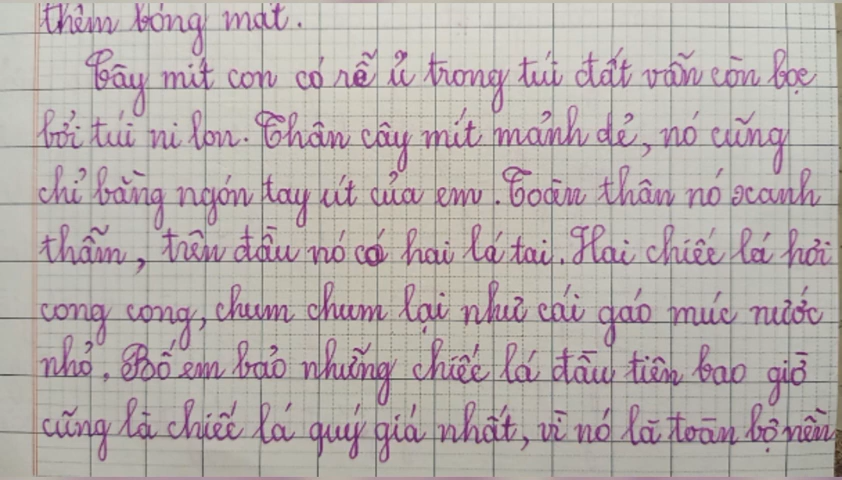 thêm bóng mát.
Cây mít con có rễ ủ trong túi đất vẫn còn bọc
bởi túi ni lon. Thân cây mít mảnh dẻ, nó cũng
chỉ bằng ngón tay út của em. Toàn thân nó xanh
thẫm, trên đầu nó có hai lá tai. Hai chiếc lá hơi
cong cong, chum chum lại như cái gáo múc nước
nhỏ. Bố em bảo những chiếc lá đầu tiên bao giờ
cũng là chiếc lá quý giá nhất, vì nó là toàn bộ nền